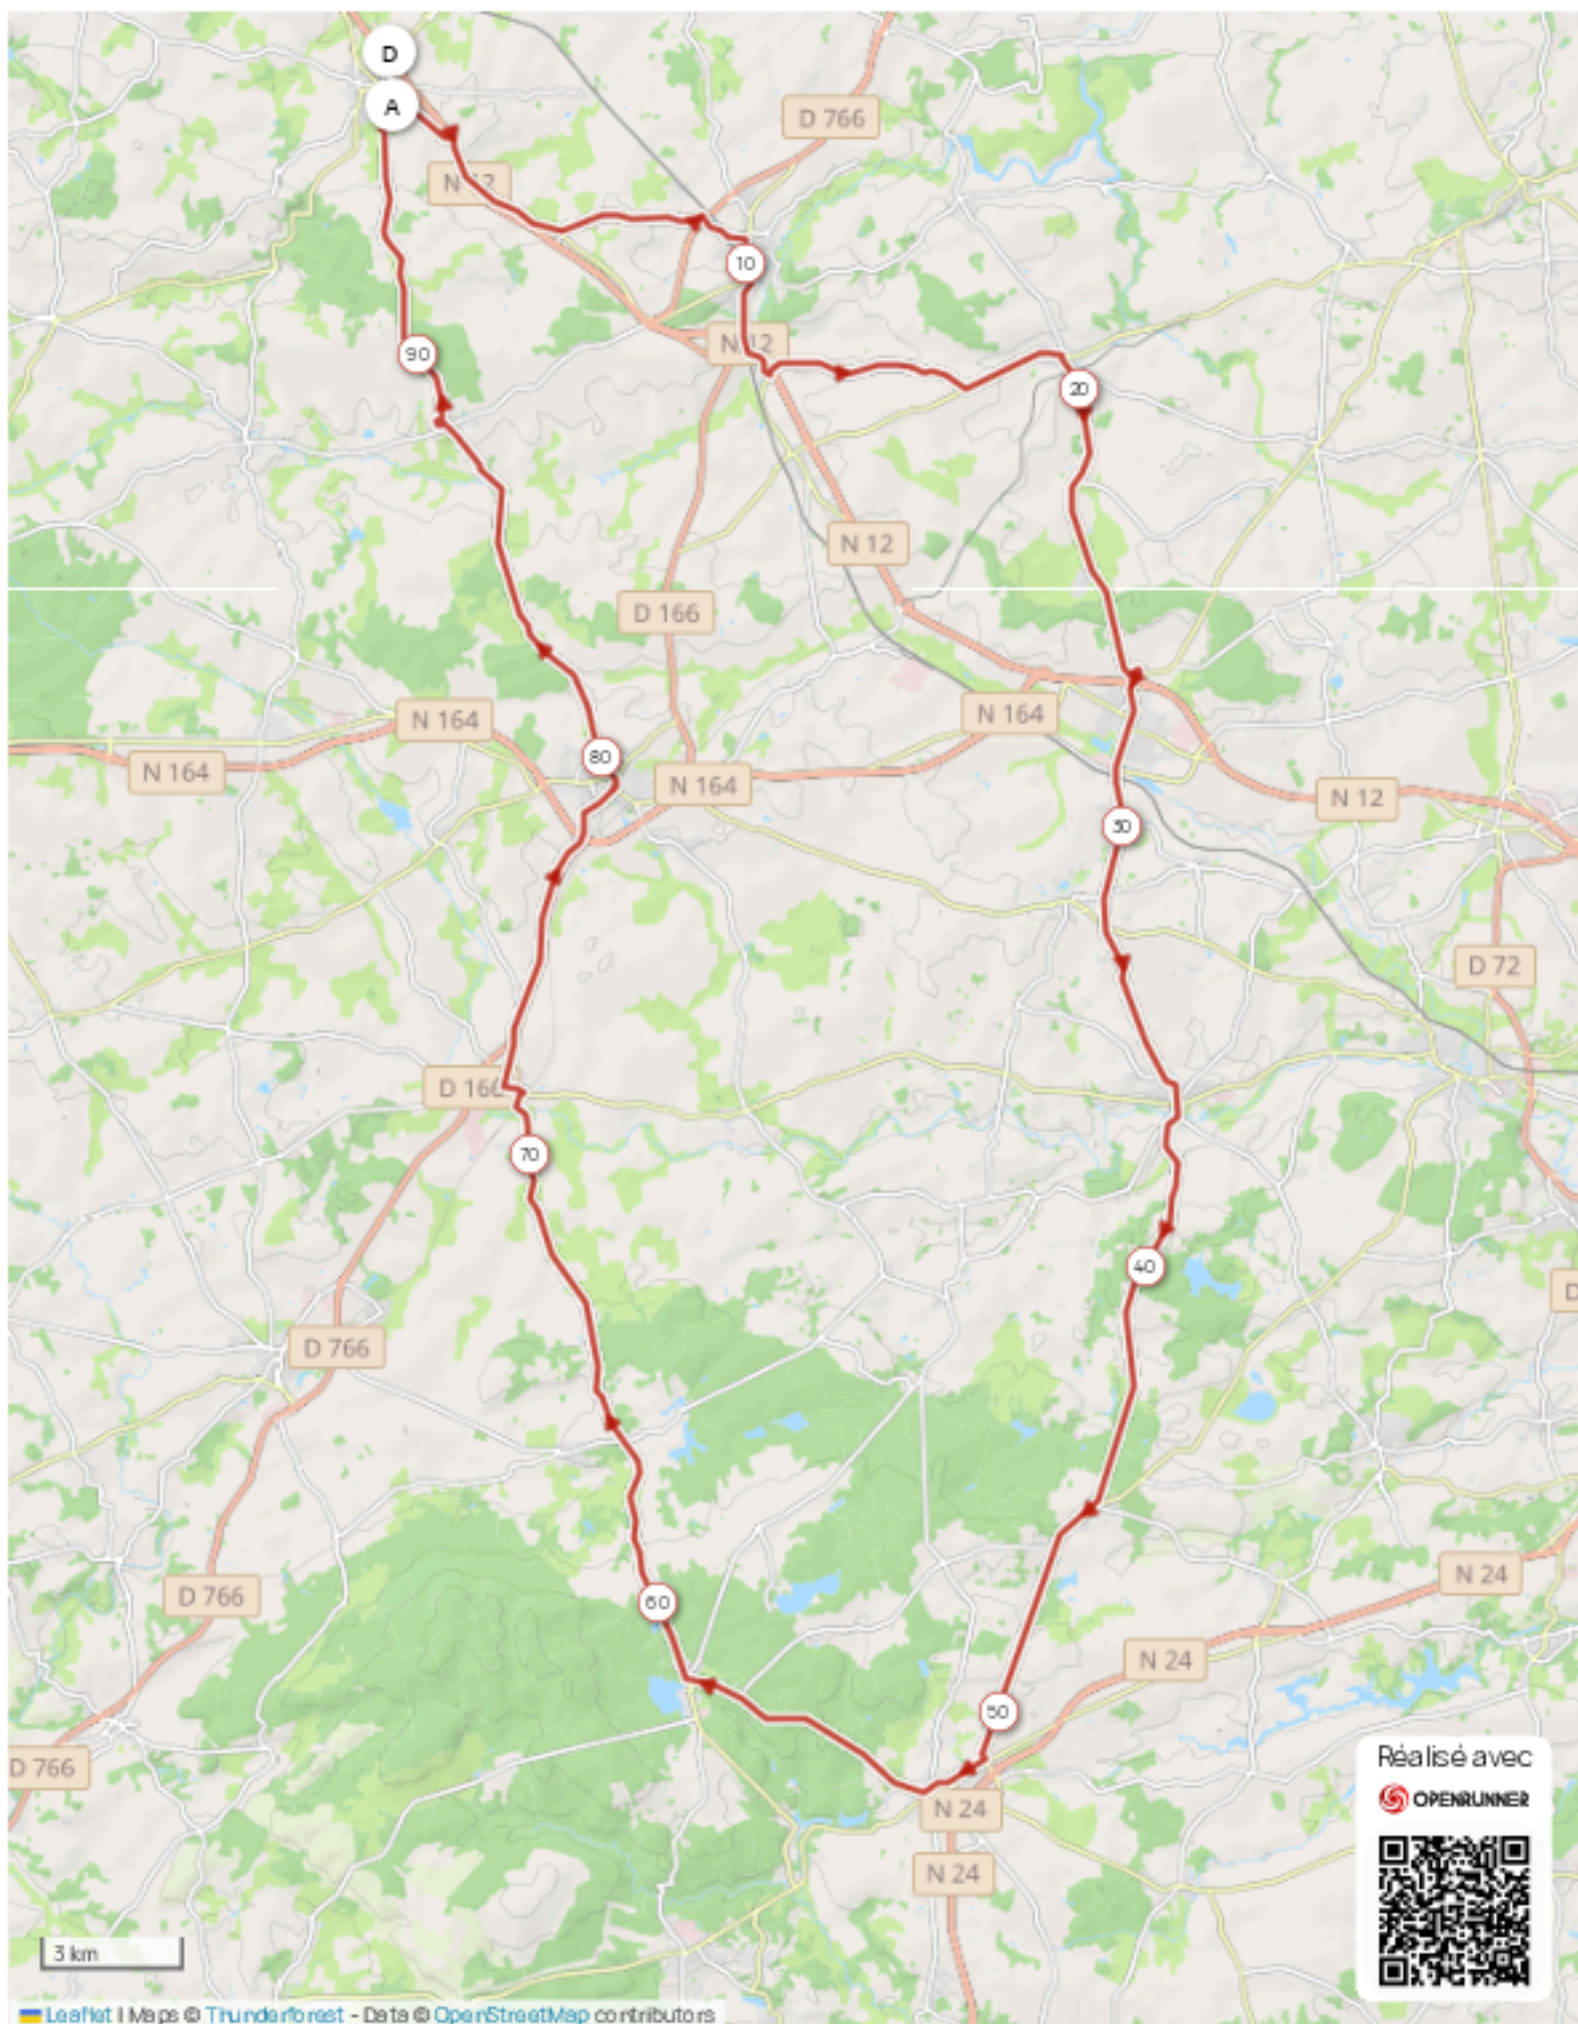 D
D 766
A
N 12
10
N 12
90
20
N 12
D 166
N 164
N 164
80
N 164
N 164
N 12
30
D 72
D 166
70
40
D
D 766
N 24
D 766
60
N 24
50
D 766
Réalisé avec
OPENRUNNER
N 24
N 24
3 km
Leaflet | Maps © Thunderforest - Data © OpenStreetMap contributors